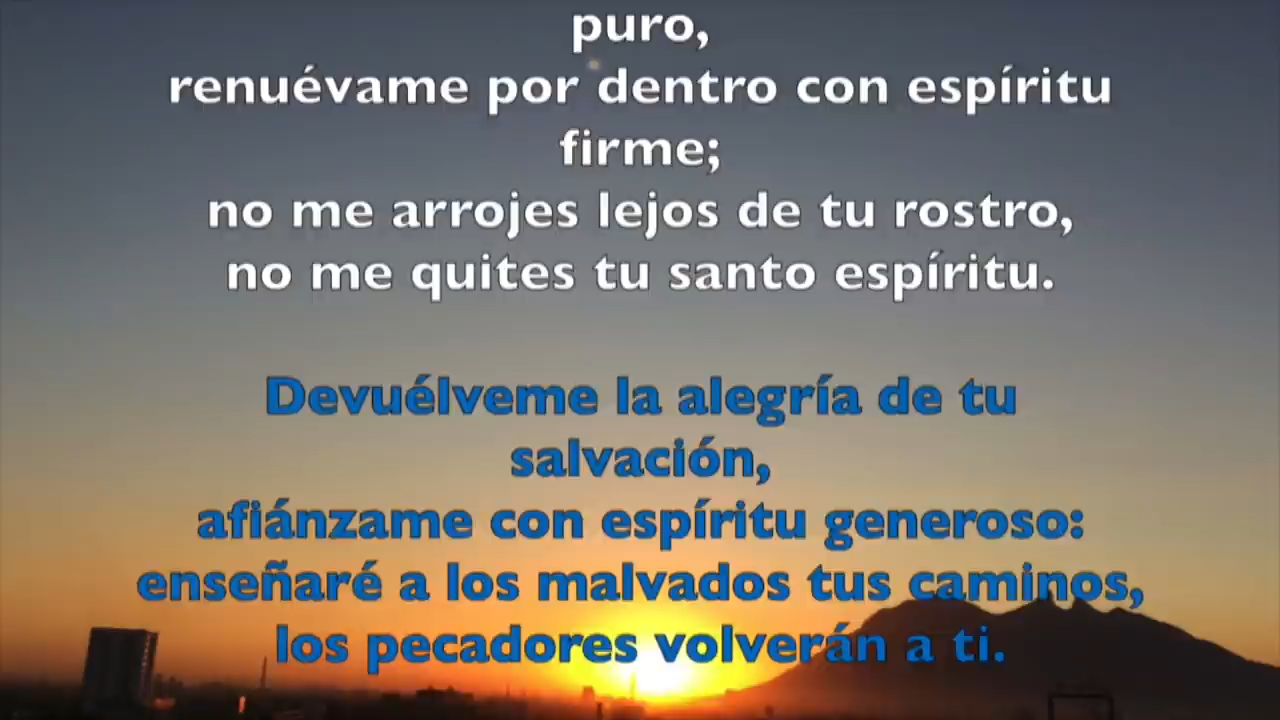 puro,
renuévame por dentro con espíritu
firme;
no me arrojes lejos de tu rostro,
no me quites tu santo espíritu.
Devuélveme la alegría de tu
salvación,
afiánzame con espíritu generoso:
enseñaré a los malvados tus caminos,
los pecadores volverán a ti.